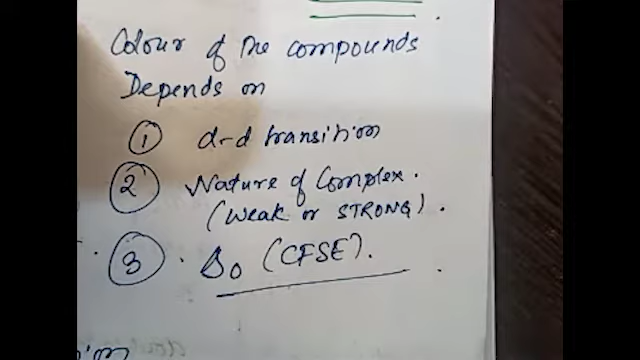 Colour of the compounds
Depends on
① d-d transition
② Nature of Complex.
(Weak or STRONG).
③ . Δo (CFSE).